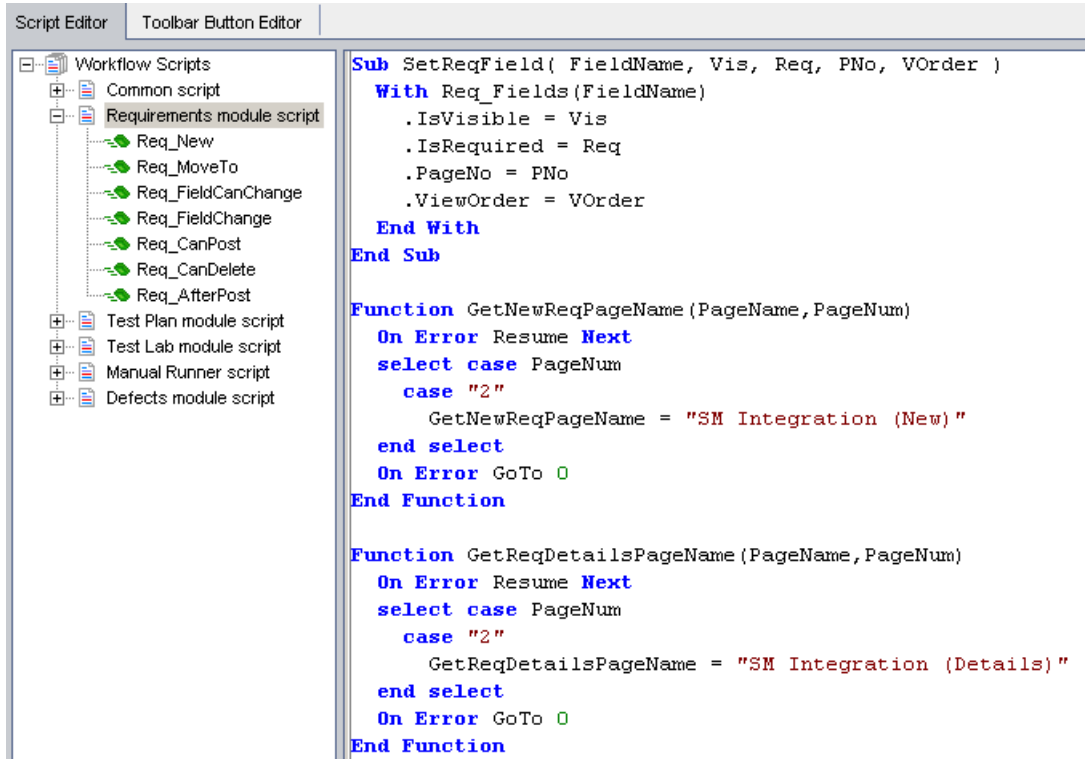 Script Editor
Toolbar Button Editor
Workflow Scripts
Common script
Requirements module script
Req_New
Req_MoveTo
Req_FieldCanChange
Req_FieldChange
Req_CanPost
Req_CanDelete
Req_AfterPost
Test Plan module script
Test Lab module script
Manual Runner script
Defects module script
Sub SetReqField( FieldName, Vis, Req, PNo, VOrder )
With Req_Fields(FieldName)
.IsVisible = Vis
.IsRequired = Req
.PageNo = PNo
.ViewOrder = VOrder
End With
End Sub
Function GetNewReqPageName(PageName,PageNum)
On Error Resume Next
select case PageNum
case "2"
GetNewReqPageName = "SM Integration (New)"
end select
On Error GoTo 0
End Function
Function GetReqDetailsPageName(PageName,PageNum)
On Error Resume Next
select case PageNum
case "2"
GetReqDetailsPageName = "SM Integration (Details)"
end select
On Error GoTo 0
End Function